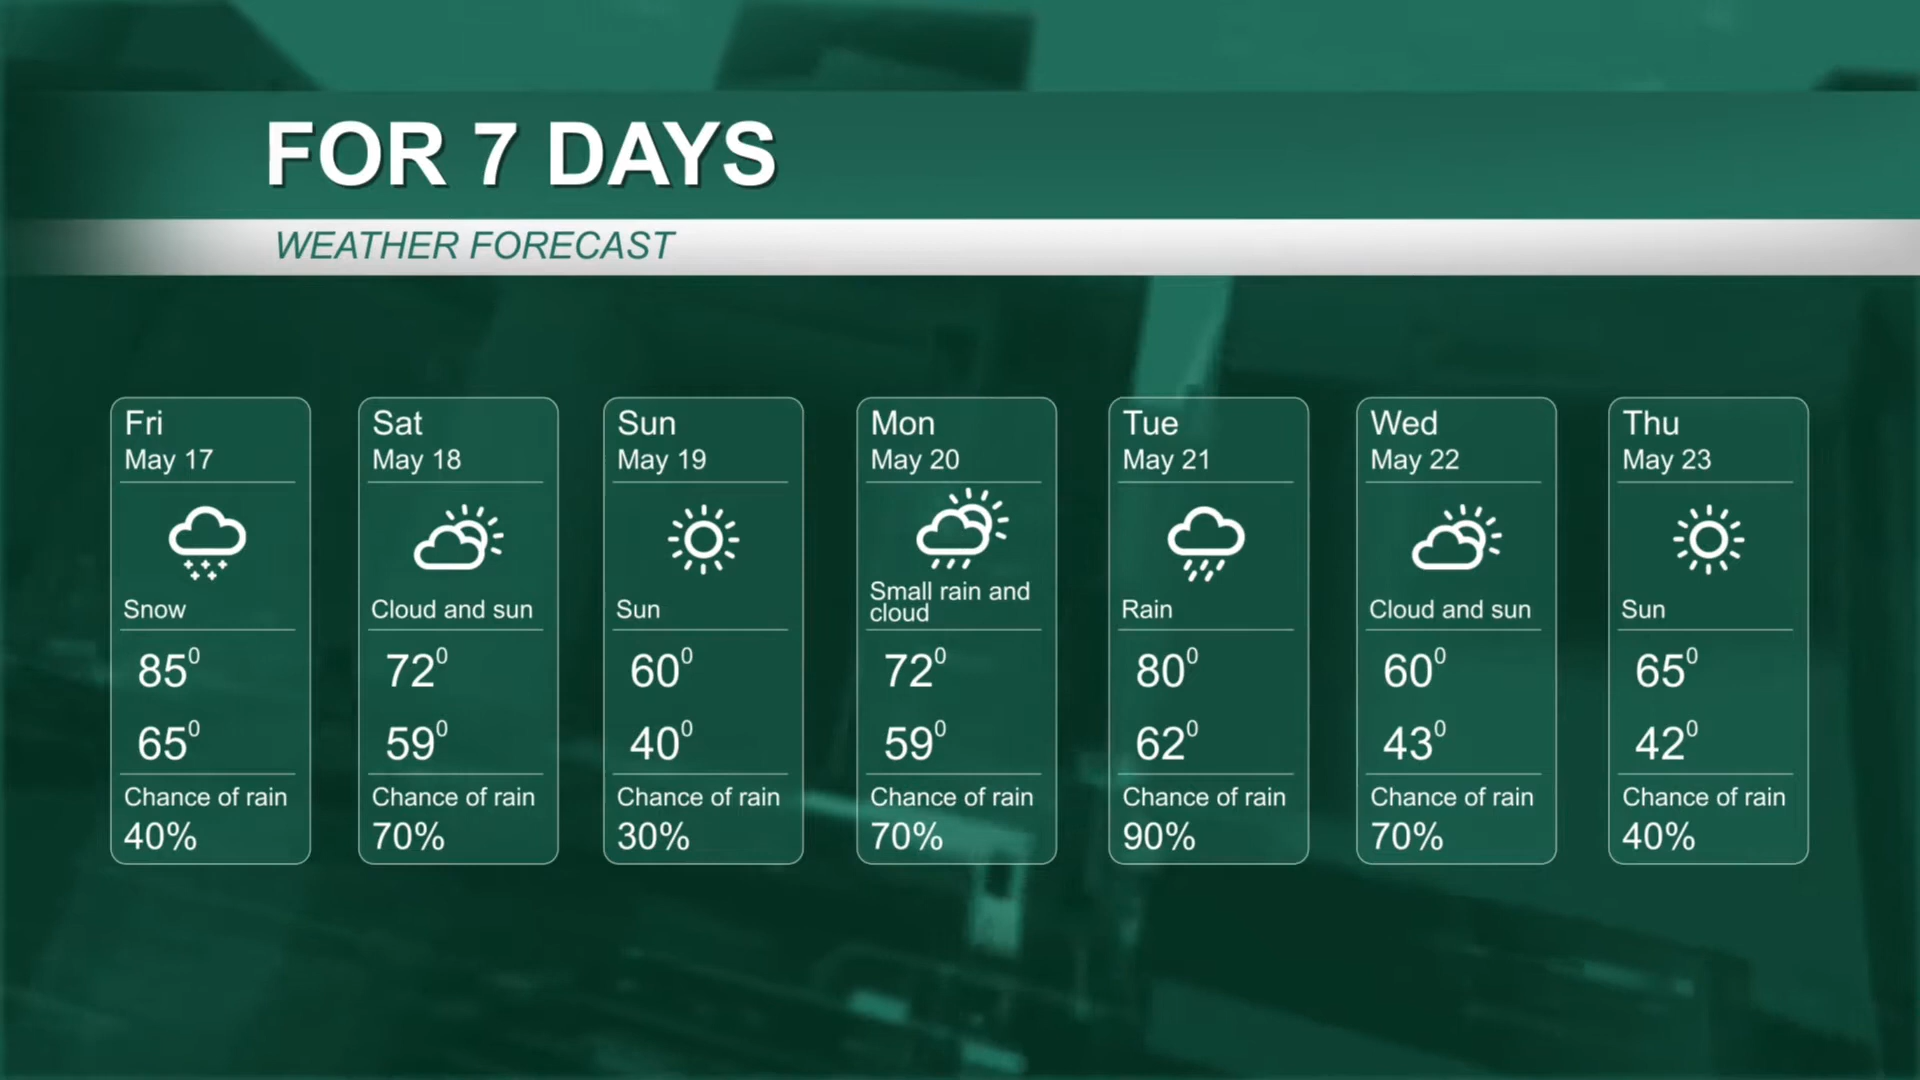 FOR 7 DAYS
WEATHER FORECAST
Fri
May 17
Snow
85⁰
65⁰
Chance of rain
40%
Sat
May 18
Cloud and sun
72⁰
59⁰
Chance of rain
70%
Sun
May 19
Sun
60⁰
40⁰
Chance of rain
30%
Mon
May 20
Small rain and
cloud
72⁰
59⁰
Chance of rain
70%
Tue
May 21
Rain
80⁰
62⁰
Chance of rain
90%
Wed
May 22
Cloud and sun
60⁰
43⁰
Chance of rain
70%
Thu
May 23
Sun
65⁰
42⁰
Chance of rain
40%